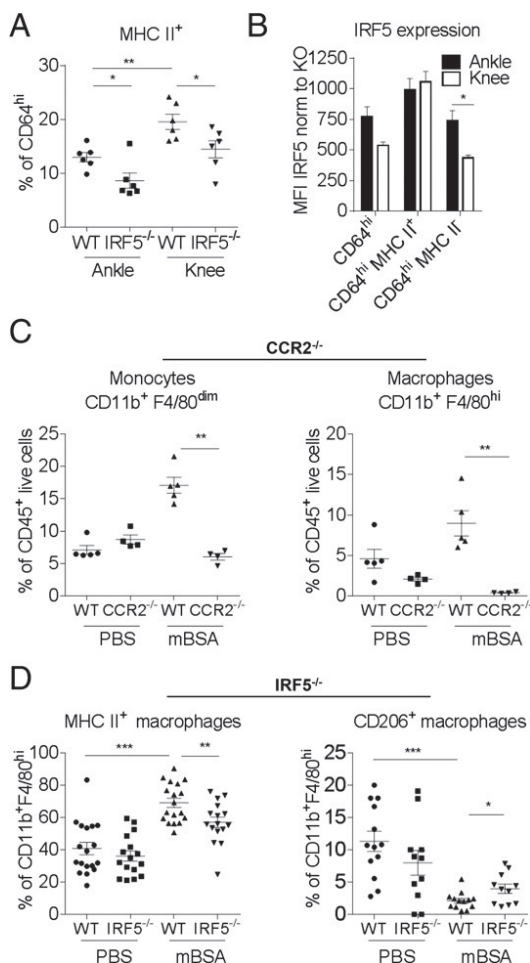 A
MHC II⁺
% of CD64ʰⁱ
30
20
10
0
** 
* *
WT IRF5⁻/⁻ WT IRF5⁻/⁻
Ankle Knee
B
IRF5 expression
MFI IRF5 norm to KO
1250
1000
750
500
250
0
Ankle
Knee
*
CD64ʰⁱ
CD64ʰⁱ MHC II⁺
CD64ʰⁱ MHC II⁻
C
CCR2⁻/⁻
Monocytes
CD11b⁺ F4/80ᵈⁱᵐ
% of CD45⁺ live cells
25
20
15
10
5
0
**
WT CCR2⁻/⁻ WT CCR2⁻/⁻
PBS mBSA
Macrophages
CD11b⁺ F4/80ʰⁱ
% of CD45⁺ live cells
20
15
10
5
0
**
WT CCR2⁻/⁻ WT CCR2⁻/⁻
PBS mBSA
D
IRF5⁻/⁻
MHC II⁺ macrophages
% of CD11b⁺F4/80ʰⁱ
100
80
60
40
20
0
*** **
WT IRF5⁻/⁻ WT IRF5⁻/⁻
PBS mBSA
CD206⁺ macrophages
% of CD11b⁺F4/80ʰⁱ
25
20
15
10
5
0
*** *
WT IRF5⁻/⁻ WT IRF5⁻/⁻
PBS mBSA